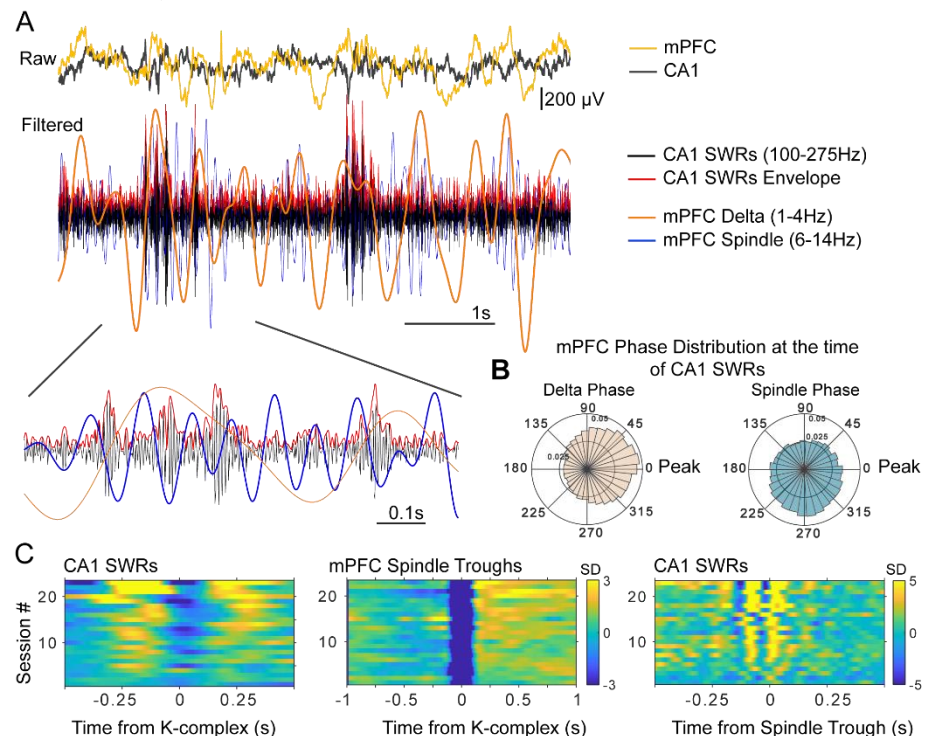 A
Raw
mPFC
CA1
200 µV
Filtered
CA1 SWRs (100-275Hz)
CA1 SWRs Envelope
mPFC Delta (1-4Hz)
mPFC Spindle (6-14Hz)
1s
0.1s
B
mPFC Phase Distribution at the time
of CA1 SWRs
Delta Phase
90
135
45
0.05
0.025
180
0
Peak
225
315
270
Spindle Phase
90
135
45
0.05
0.025
180
0
Peak
225
315
270
C
CA1 SWRs
Session #
20
10
-0.25
0
0.25
Time from K-complex (s)
mPFC Spindle Troughs
SD
3
0
-3
20
10
-1
-0.5
0
0.5
1
Time from K-complex (s)
CA1 SWRs
SD
5
0
-5
20
10
-0.25
0
0.25
Time from Spindle Trough (s)